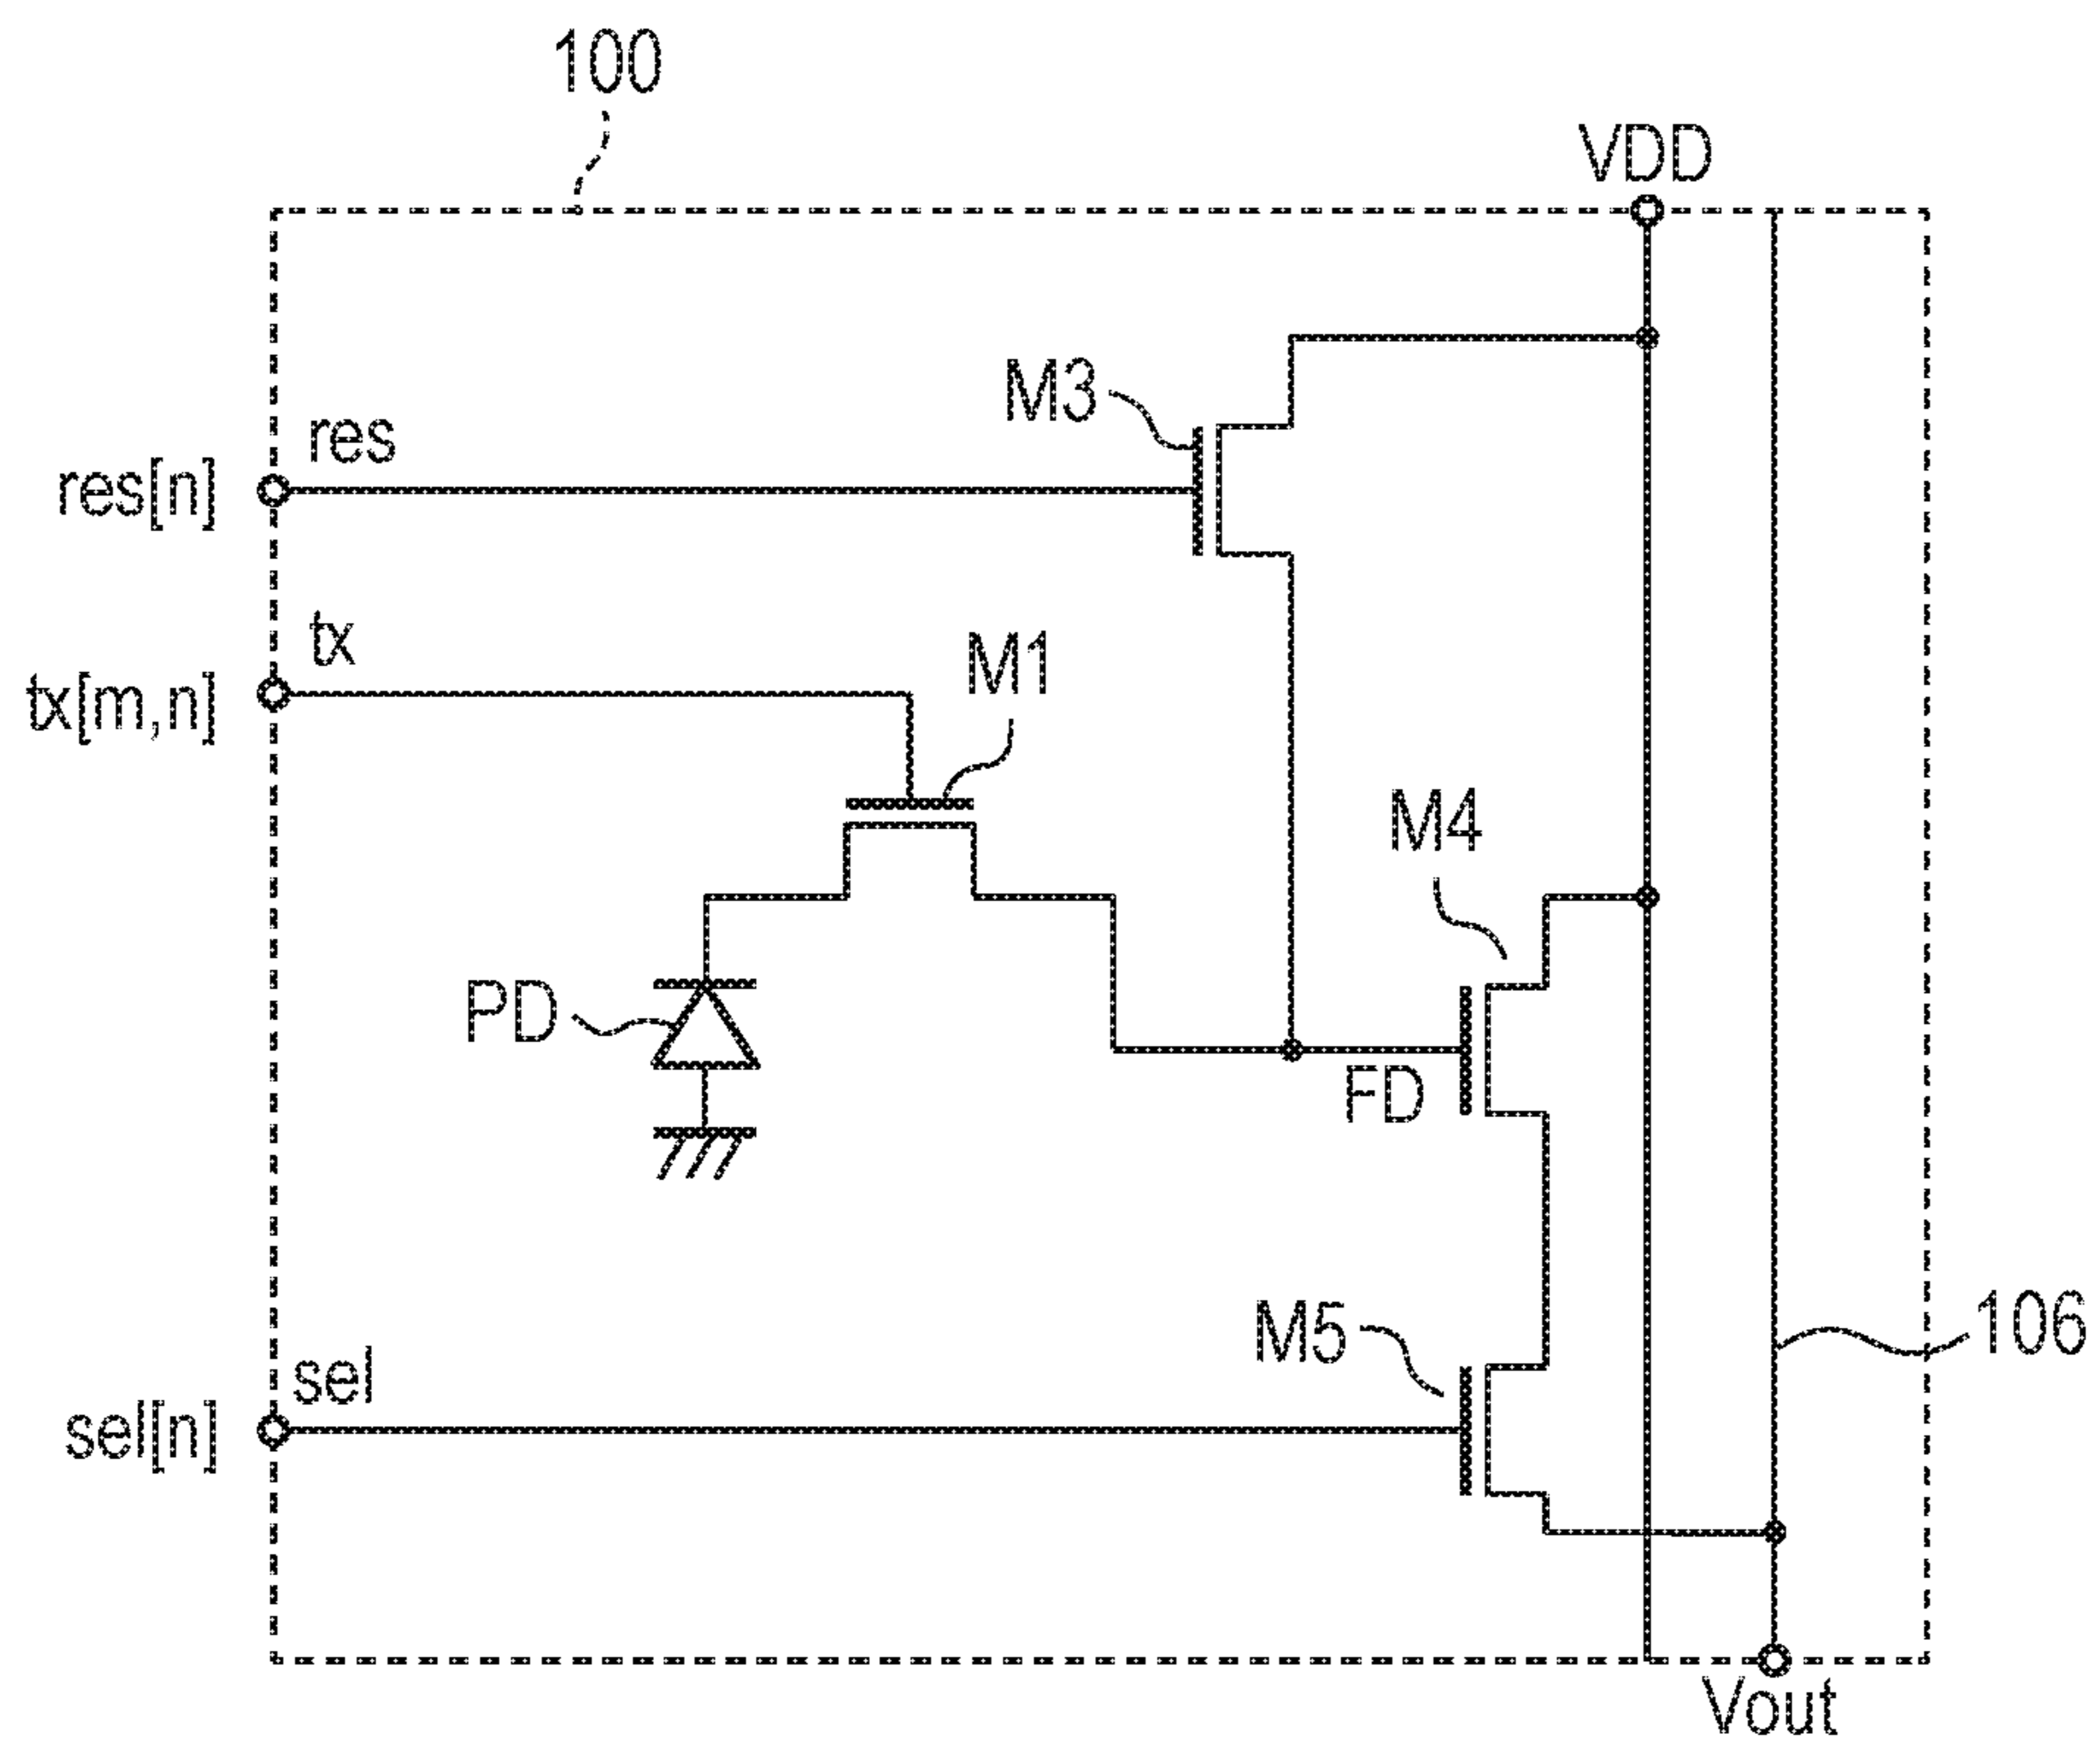 100
VDD
M3
res
res[n]
tx
M1
tx[m,n]
M4
PD
FD
M5
106
sel
sel[n]
Vout